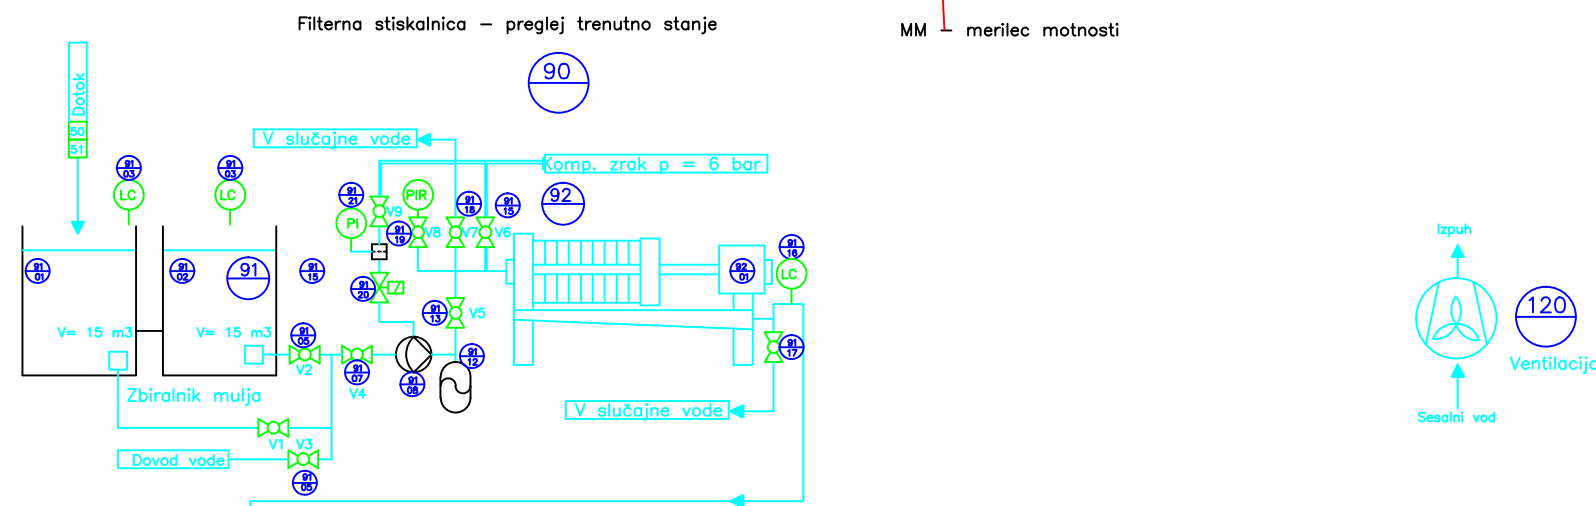 Filterna stiskalnica - preglej trenutno stanje
MM - merilec motnosti
90
Dotok
50
51
V slučajne vode
Komp. zrak p = 6 bar
91
03
LC
91
03
LC
91
21
PI
V9
PIR
91
19
V8
91
18
V7
91
15
V6
92
91
01
91
02
91
91
15
91
20
92
01
91
16
LC
Izpuh
120
Ventilacija
Sesalni vod
V= 15 m3
V= 15 m3
91
05
V2
91
07
V4
91
08
91
13
V5
91
12
91
17
Zbiralnik mulja
V slučajne vode
V1
V3
Dovod vode
91
05